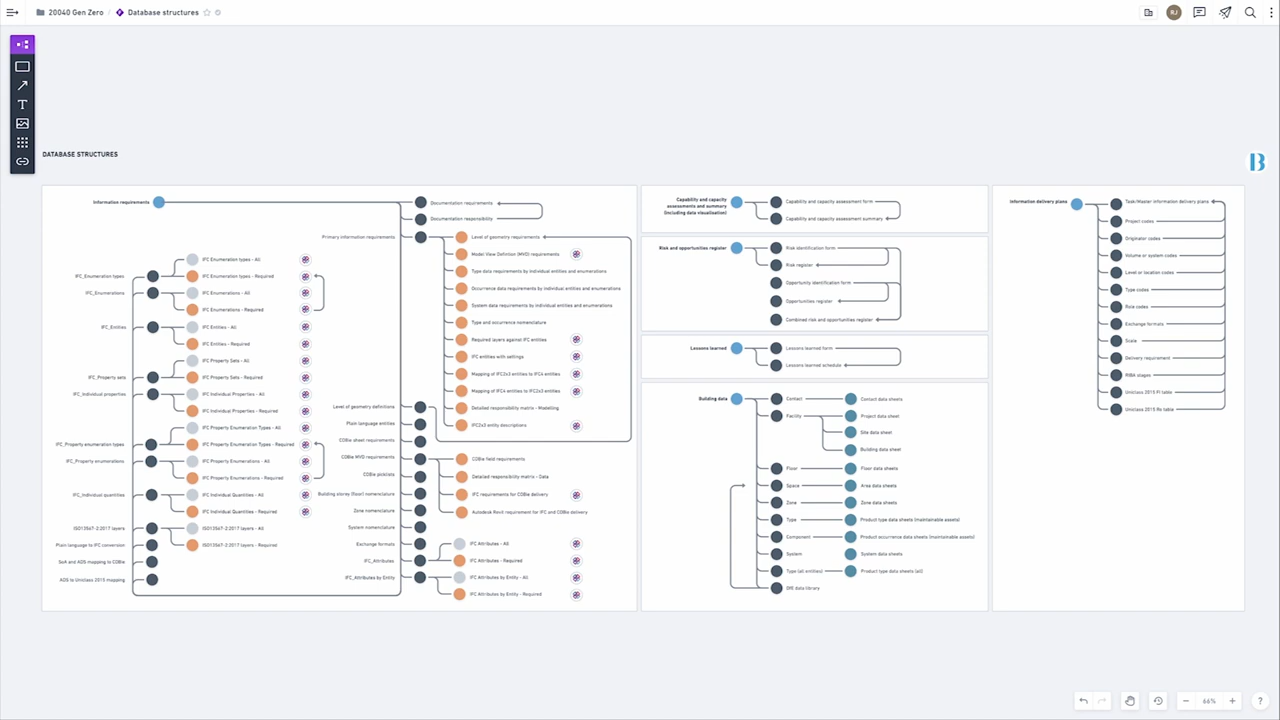 20040 Gen Zero / Database structures
RJ
DATABASE STRUCTURES
Information requirements
Documentation requirements
Documentation responsibility
Primary information requirements
Level of geometry requirements
Model View Definition (MVD) requirements
Type data requirements by individual entities and enumerations
Occurrence data requirements by individual entities and enumerations
System data requirements by individual entities and enumerations
Type and occurrence nomenclature
Required layers against IFC entities
IFC entities with settings
Mapping of IFC2x3 entities to IFC4 entities
Mapping of IFC4 entities to IFC2x3 entities
Detailed responsibility matrix - Modelling
IFC2x3 entity descriptions
IFC_Enumeration types
IFC Enumeration types - All
IFC Enumeration types - Required
IFC_Enumerations
IFC Enumerations - All
IFC Enumerations - Required
IFC_Entities
IFC Entities - All
IFC Entities - Required
IFC_Property sets
IFC Property Sets - All
IFC Property Sets - Required
IFC_Individual properties
IFC Individual Properties - All
IFC Individual Properties - Required
IFC_Property enumeration types
IFC Property Enumeration Types - All
IFC Property Enumeration Types - Required
IFC_Property enumerations
IFC Property Enumerations - All
IFC Property Enumerations - Required
IFC_Individual quantities
IFC Individual Quantities - All
IFC Individual Quantities - Required
ISO13567-2:2017 layers
ISO13567-2:2017 layers - All
ISO13567-2:2017 layers - Required
Plain language to IFC conversion
SoA and ADS mapping to COBie
ADS to Uniclass 2015 mapping
Level of geometry definitions
Plain language entities
COBie sheet requirements
COBie MVD requirements
COBie field requirements
Detailed responsibility matrix - Data
IFC requirements for COBie delivery
Autodesk Revit requirement for IFC and COBie delivery
COBie picklists
Building storey (floor) nomenclature
Zone nomenclature
System nomenclature
Exchange formats
IFC_Attributes
IFC Attributes - All
IFC Attributes - Required
IFC_Attributes by Entity
IFC Attributes by Entity - All
IFC Attributes by Entity - Required
Capability and capacity
assessments and summary
(including data visualisation)
Capability and capacity assessment form
Capability and capacity assessment summary
Risk and opportunities register
Risk identification form
Risk register
Opportunity identification form
Opportunities register
Combined risk and opportunities register
Lessons learned
Lessons learned form
Lessons learned schedule
Building data
Contact
Contact data sheets
Facility
Project data sheet
Site data sheet
Building data sheet
Floor
Floor data sheets
Space
Area data sheets
Zone
Zone data sheets
Type
Product type data sheets (maintainable assets)
Component
Product occurrence data sheets (maintainable assets)
System
System data sheets
Type (all entities)
Product type data sheets (all)
Information delivery plans
Task/Master information delivery plans
Project codes
Originator codes
Volume or system codes
Level or location codes
Type codes
Role codes
Exchange formats
Scale
Delivery requirement
RIBA stages
Uniclass 2015 FI table
Uniclass 2015 Ro table
66%